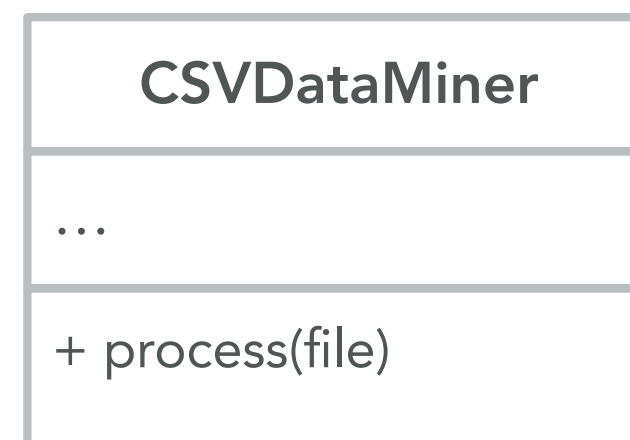 CSVDataMiner
...
+ process(file)